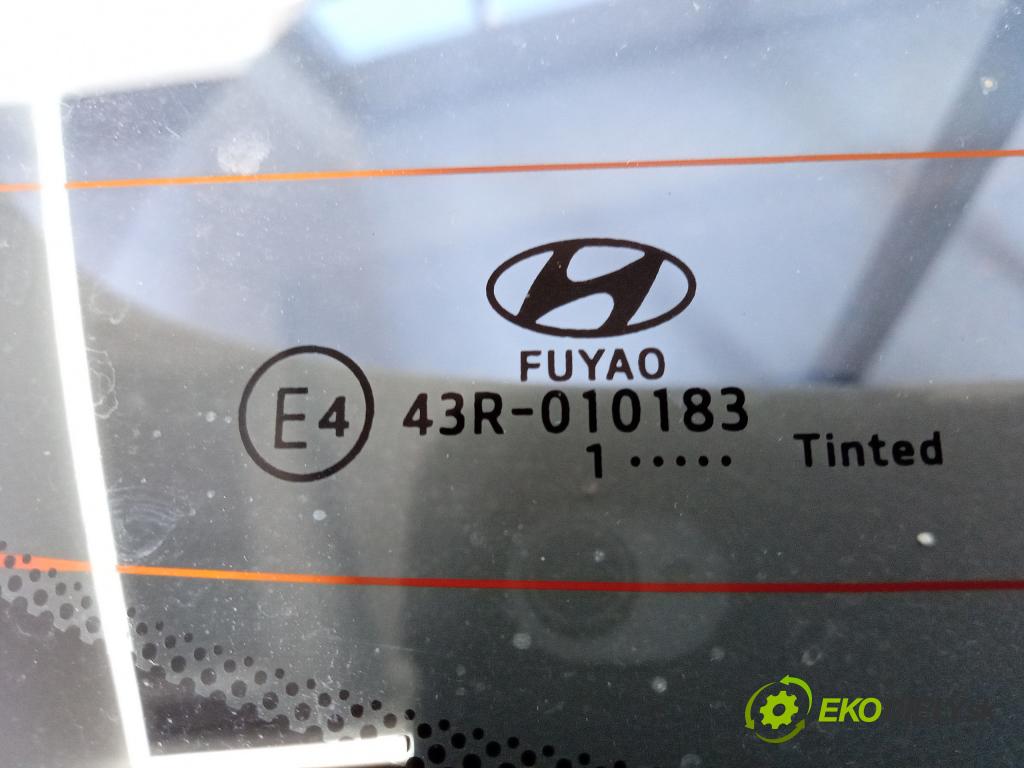 FUYAO
E4 43R-010183
1 ..... Tinted
EKO